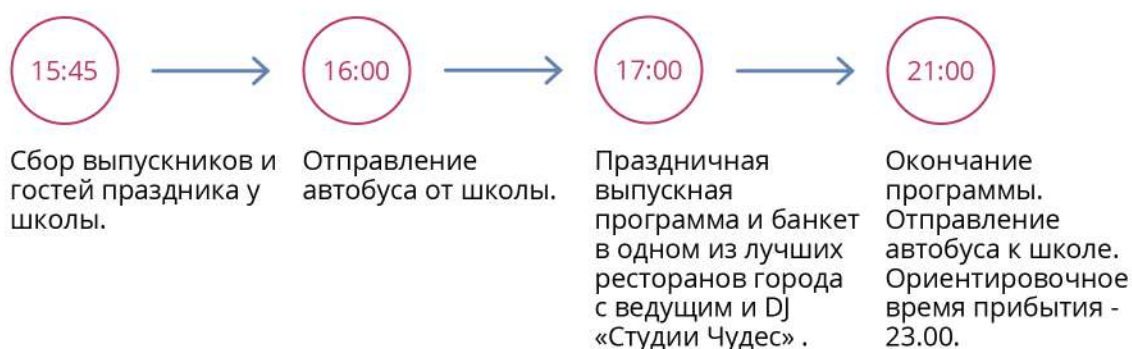 15:45
16:00
17:00
21:00
Сбор выпускников и
гостей праздника у
школы.
Отправление
автобуса от школы.
Праздничная
выпускная
программа и банкет
в одном из лучших
ресторанов города
с ведущим и DJ
«Студии Чудес» .
Окончание
программы.
Отправление
автобуса к школе.
Ориентировочное
время прибытия -
23.00.